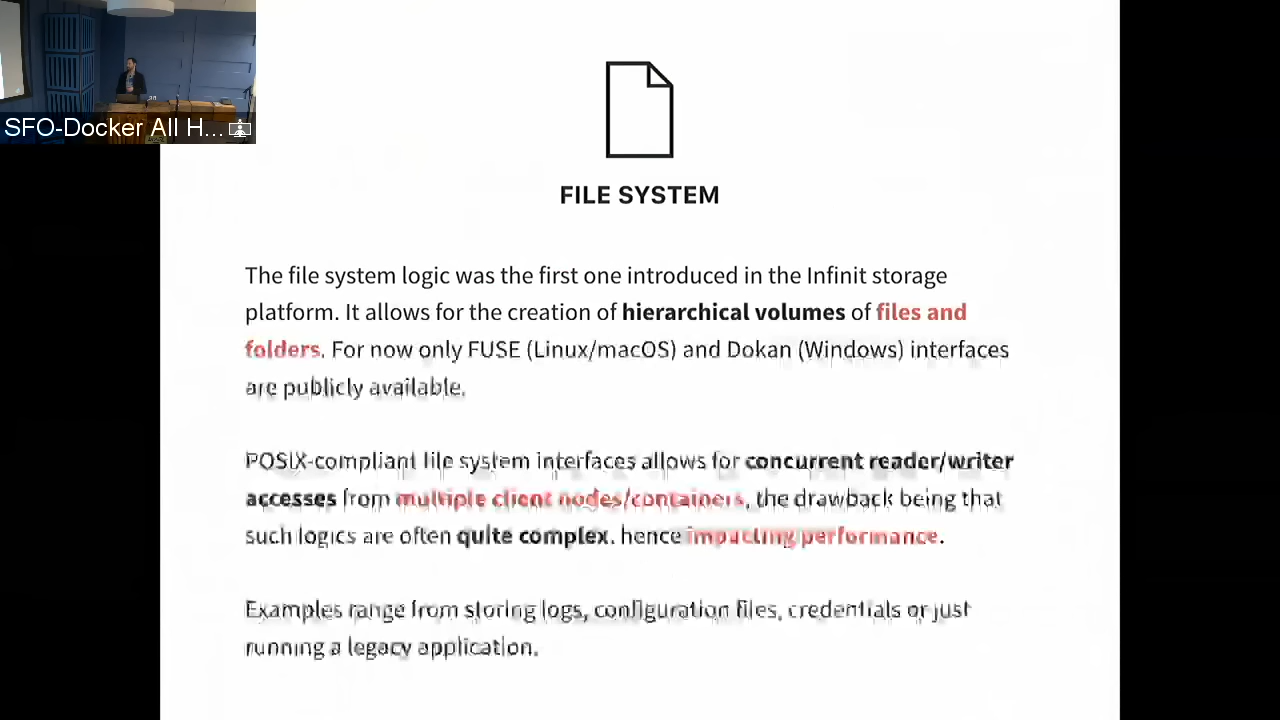 SFO-Docker All H...
FILE SYSTEM
The file system logic was the first one introduced in the Infinit storage
platform. It allows for the creation of hierarchical volumes of files and
folders. For now only FUSE (Linux/macOS) and Dokan (Windows) interfaces
are publicly available.
POSIX-compliant file system interfaces allows for concurrent reader/writer
accesses from multiple client nodes/containers, the drawback being that
such logics are often quite complex, hence impacting performance.
Examples range from storing logs, configuration files, credentials or just
running a legacy application.